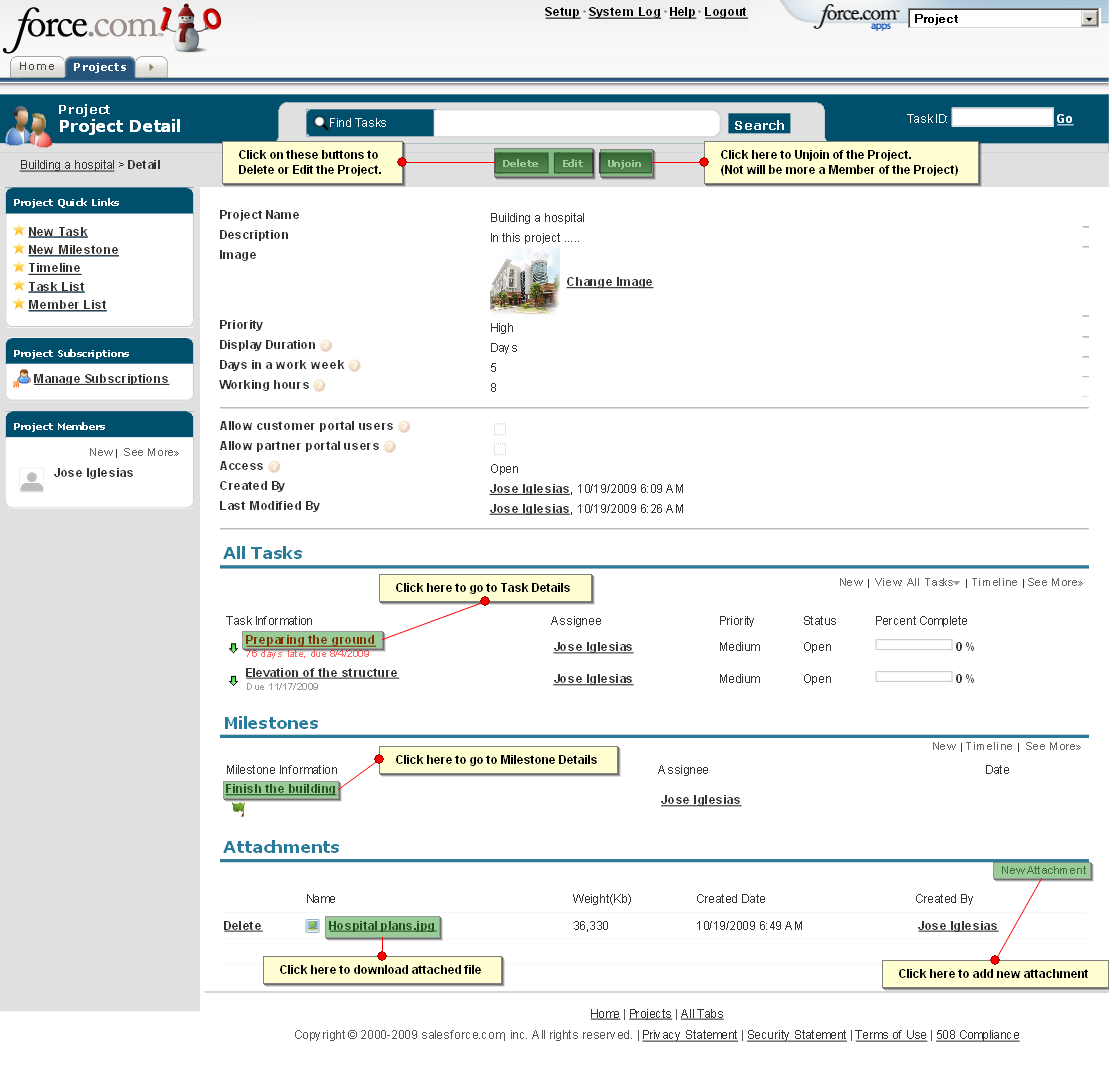 force.com 10
Setup · System Log · Help · Logout
force.com apps
Project
Home
Projects
Project
Project Detail
Find Tasks
Search
Task ID:
Go
Building a hospital > Detail
Click on these buttons to
Delete or Edit the Project.
Delete
Edit
Unjoin
Click here to Unjoin of the Project.
(Not will be more a Member of the Project)
Project Quick Links
New Task
New Milestone
Timeline
Task List
Member List
Project Subscriptions
Manage Subscriptions
Project Members
New | See More»
Jose Iglesias
Project Name Building a hospital
Description In this project .....
Image Change Image
Priority High
Display Duration ? Days
Days in a work week ? 5
Working hours ? 8
Allow customer portal users ?
Allow partner portal users ?
Access ? Open
Created By Jose Iglesias, 10/19/2009 6:09 AM
Last Modified By Jose Iglesias, 10/19/2009 6:26 AM
All Tasks
Click here to go to Task Details
New | View: All Tasks | Timeline | See More»
Task Information Assignee Priority Status Percent Complete
Preparing the ground Jose Iglesias Medium Open 0 %
76 days late, due 8/4/2009
Elevation of the structure Jose Iglesias Medium Open 0 %
Due 11/17/2009
Milestones
New | Timeline | See More»
Click here to go to Milestone Details
Milestone Information Assignee Date
Finish the building Jose Iglesias
Attachments
New Attachment
Name Weight(Kb) Created Date Created By
Delete Hospital plans.jpg 36,330 10/19/2009 6:49 AM Jose Iglesias
Click here to download attached file
Click here to add new attachment
Home | Projects | All Tabs
Copyright © 2000-2009 salesforce.com, inc. All rights reserved. | Privacy Statement | Security Statement | Terms of Use | 508 Compliance